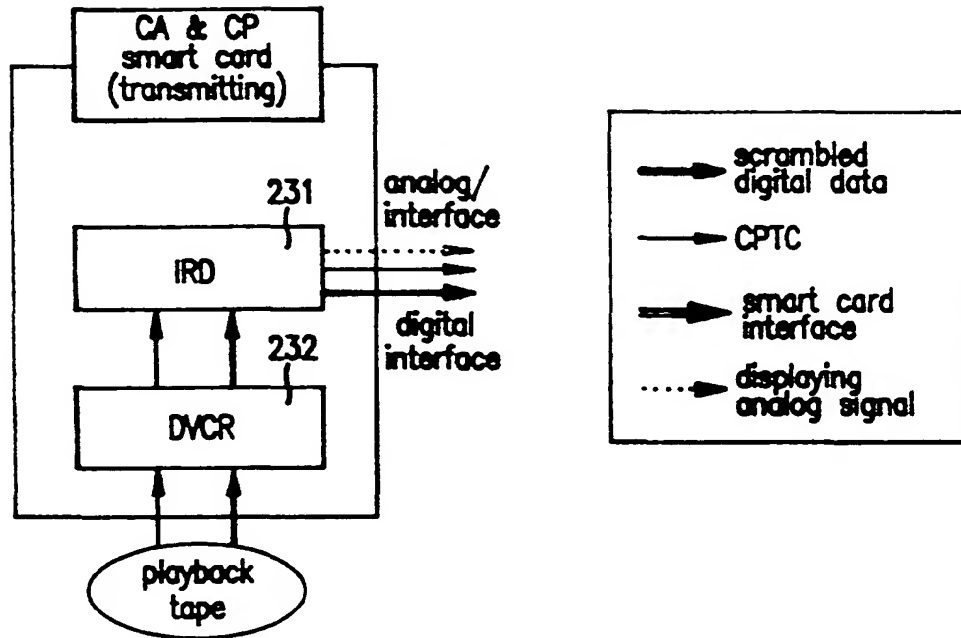 CA & CP
smart card
(transmitting)
231
analog/
interface
IRD
digital
interface
232
DVCR
playback
tape
scrambled
digital data
CPTC
smart card
interface
displaying
analog signal